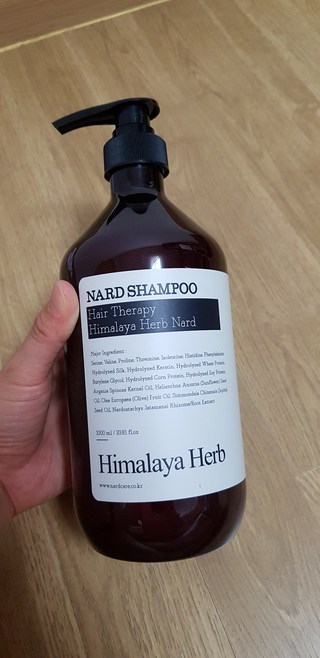 NARD SHAMPOO
Hair Therapy
Himalaya Herb Nard
Major Ingredient
Serine, Valine, Proline, Threonine, Isoleucine, Histidine, Phenylalanine,
Hydrolyzed Silk, Hydrolyzed Keratin, Hydrolyzed Wheat Protein,
Butylene Glycol, Hydrolyzed Corn Protein, Hydrolyzed Soy Protein
Argania Spinosa Kernel Oil, Helianthus Annuus (Sunflower) Seed
Oil, Olea Europaea (Olive) Fruit Oil, Simmondsia Chinensis (Jojoba)
Seed Oil, Nardostachys Jatamansi Rhizome/Root Extract
1000 ml / 33.81 fl.oz
Himalaya Herb
www.nardcare.co.kr